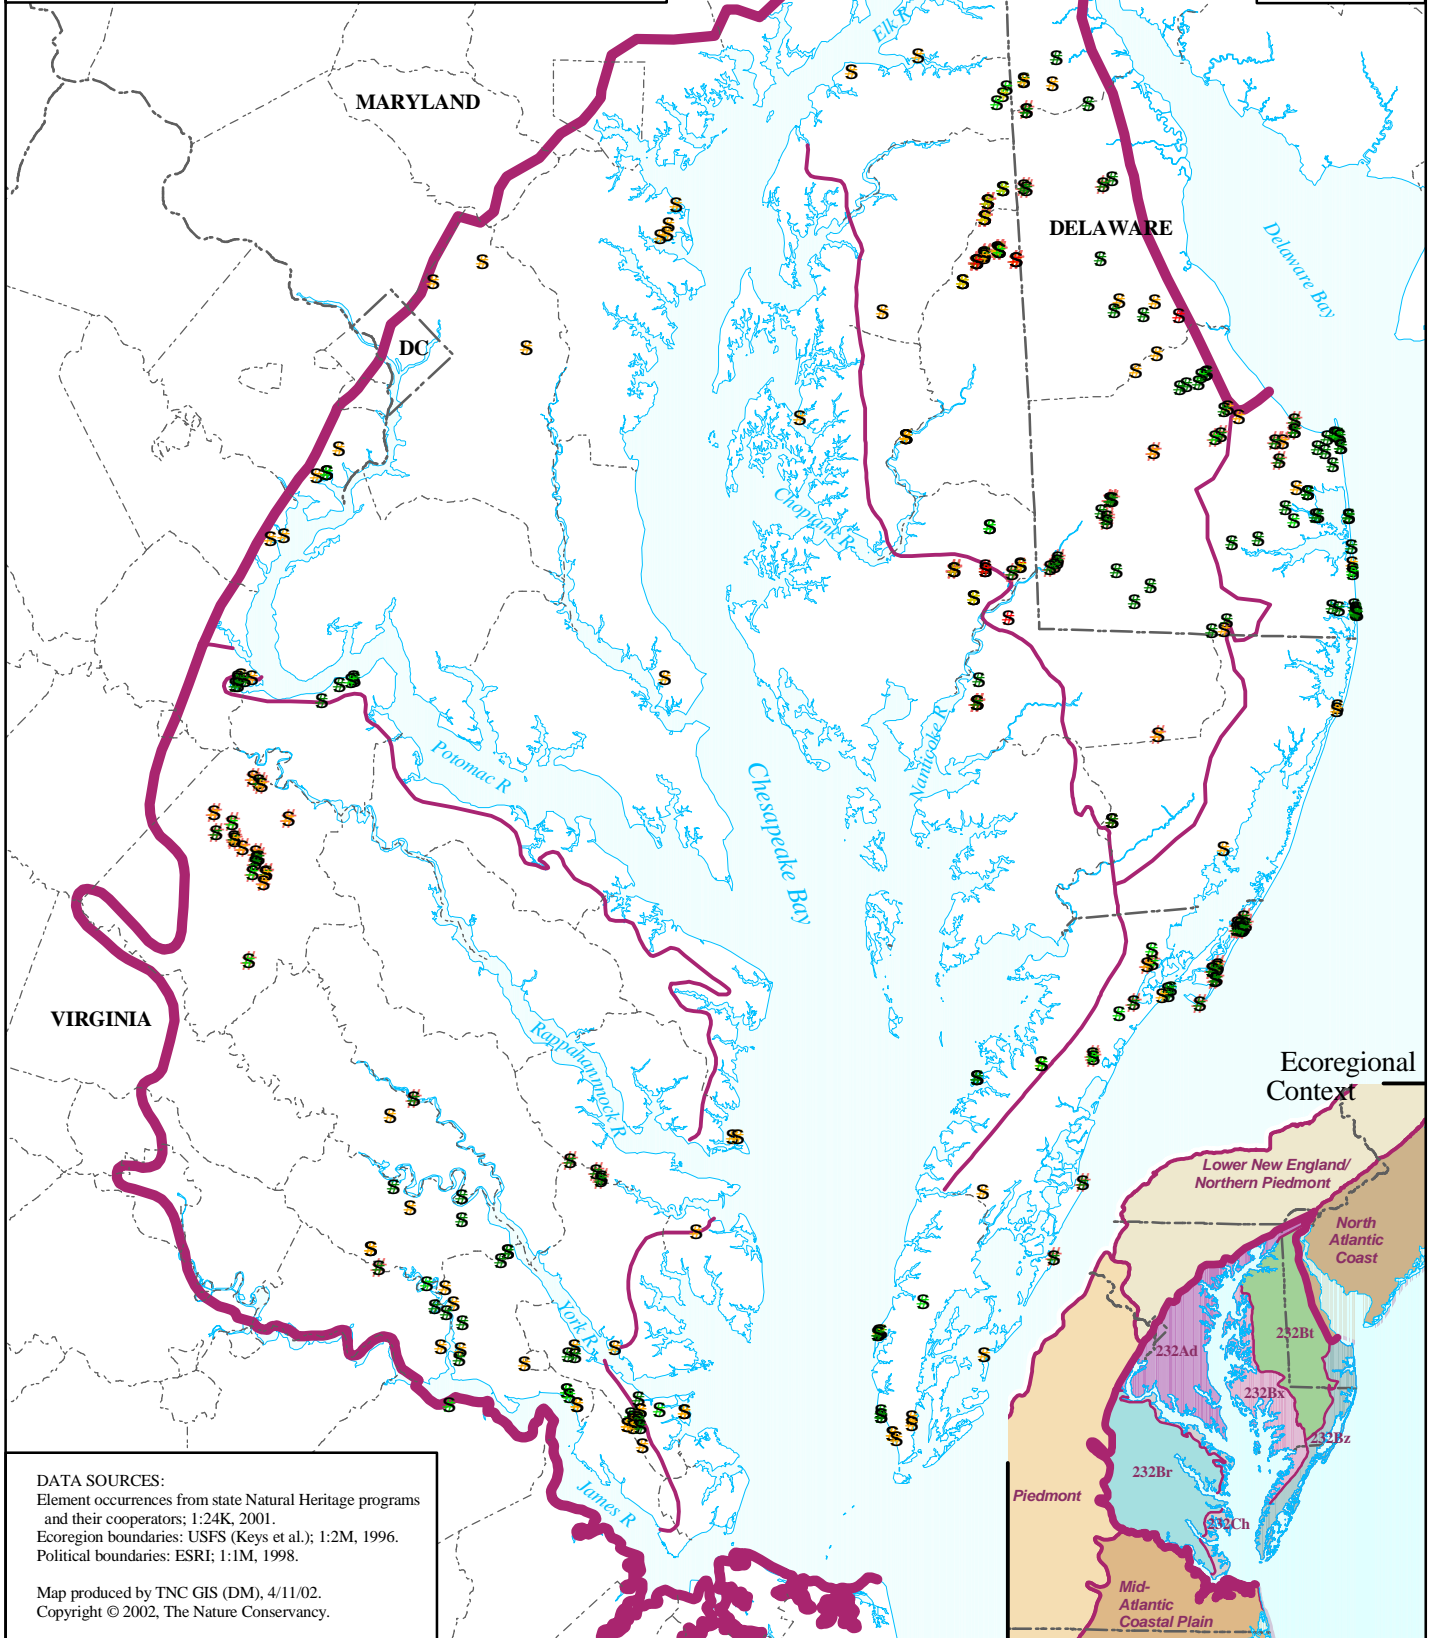 Elk R
MARYLAND
DELAWARE
Delaware Bay
DC
Choptank R
Potomac R
Nanticoke R
Chesapeake Bay
VIRGINIA
Rappahannock R
Ecoregional
Context
Lower New England/
Northern Piedmont
North
Atlantic
Coast
York R
232Bt
232Ad
232Bx
232Bz
232Br
Piedmont
232Ch
James R
Mid-
Atlantic
Coastal Plain
DATA SOURCES:
Element occurrences from state Natural Heritage programs
and their cooperators; 1:24K, 2001.
Ecoregion boundaries: USFS (Keys et al.); 1:2M, 1996.
Political boundaries: ESRI; 1:1M, 1998.
Map produced by TNC GIS (DM), 4/11/02.
Copyright © 2002, The Nature Conservancy.